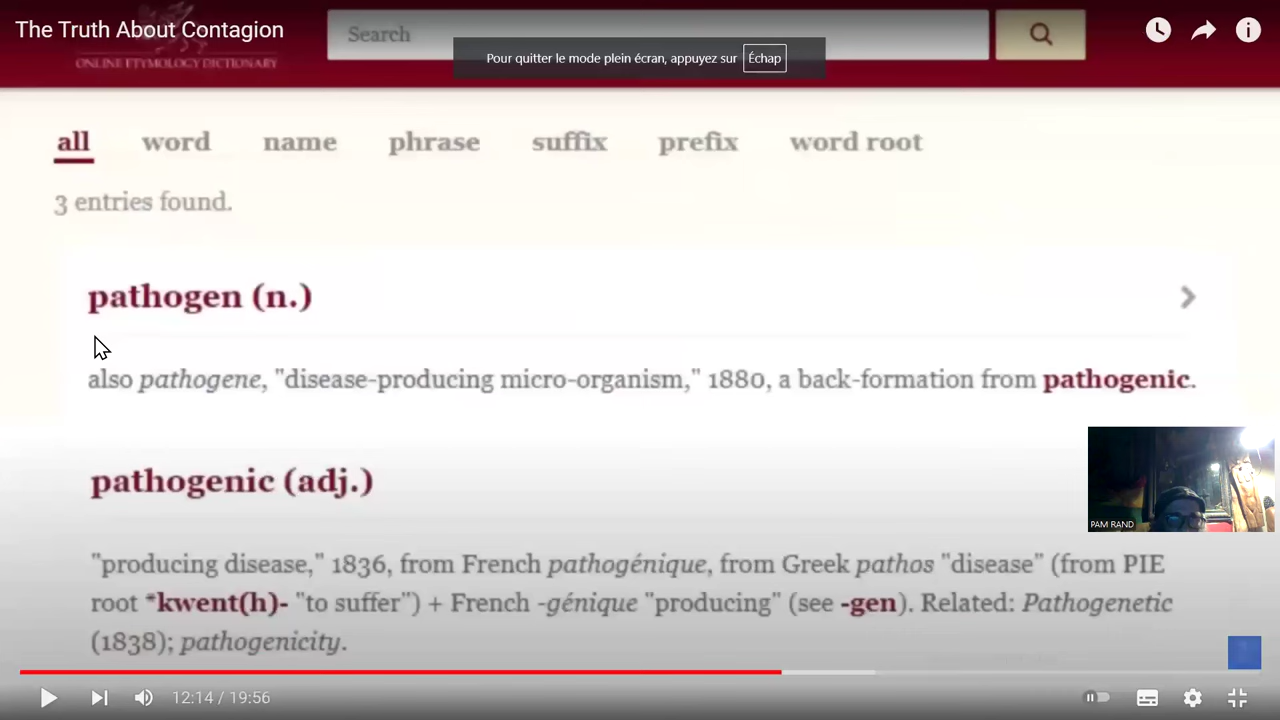 The Truth About Contagion
Search
ONLINE ETYMOLOGY DICTIONARY
Pour quitter le mode plein écran, appuyez sur Échap
all word name phrase suffix prefix word root
3 entries found.
pathogen (n.)
also pathogene, "disease-producing micro-organism," 1880, a back-formation from pathogenic.
pathogenic (adj.)
PAM RAND
"producing disease," 1836, from French pathogénique, from Greek pathos "disease" (from PIE
root *kwent(h)- "to suffer") + French -génique "producing" (see -gen). Related: Pathogenetic
(1838); pathogenicity.
12:14 / 19:56